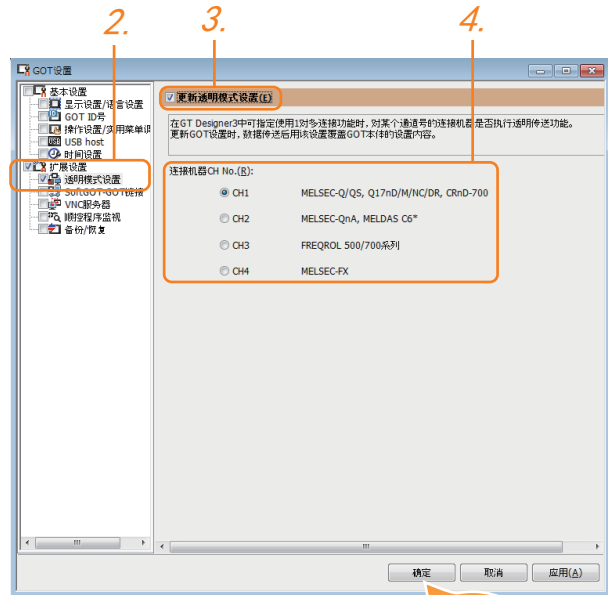 2.
3.
4.
GOT设置
基本设置
显示设置/语言设置
GOT ID号
操作设置/实用菜单调
USB host
时间设置
扩展设置
透明模式设置
SoftGOT-GOT链接
VNC服务器
顺控程序监视
备份/恢复
更新透明模式设置(E)
在GT Designer3中可指定使用1对多连接功能时,对某个通道号的连接机器是否执行透明传送功能。
更新GOT设置时,数据传送后用该设置覆盖GOT本体的设置内容。
连接机器CH No.(R):
CH1 MELSEC-Q/QS, Q17nD/M/NC/DR, CRnD-700
CH2 MELSEC-QnA, MELDAS C6*
CH3 FREQROL 500/700系列
CH4 MELSEC-FX
确定 取消 应用(A)